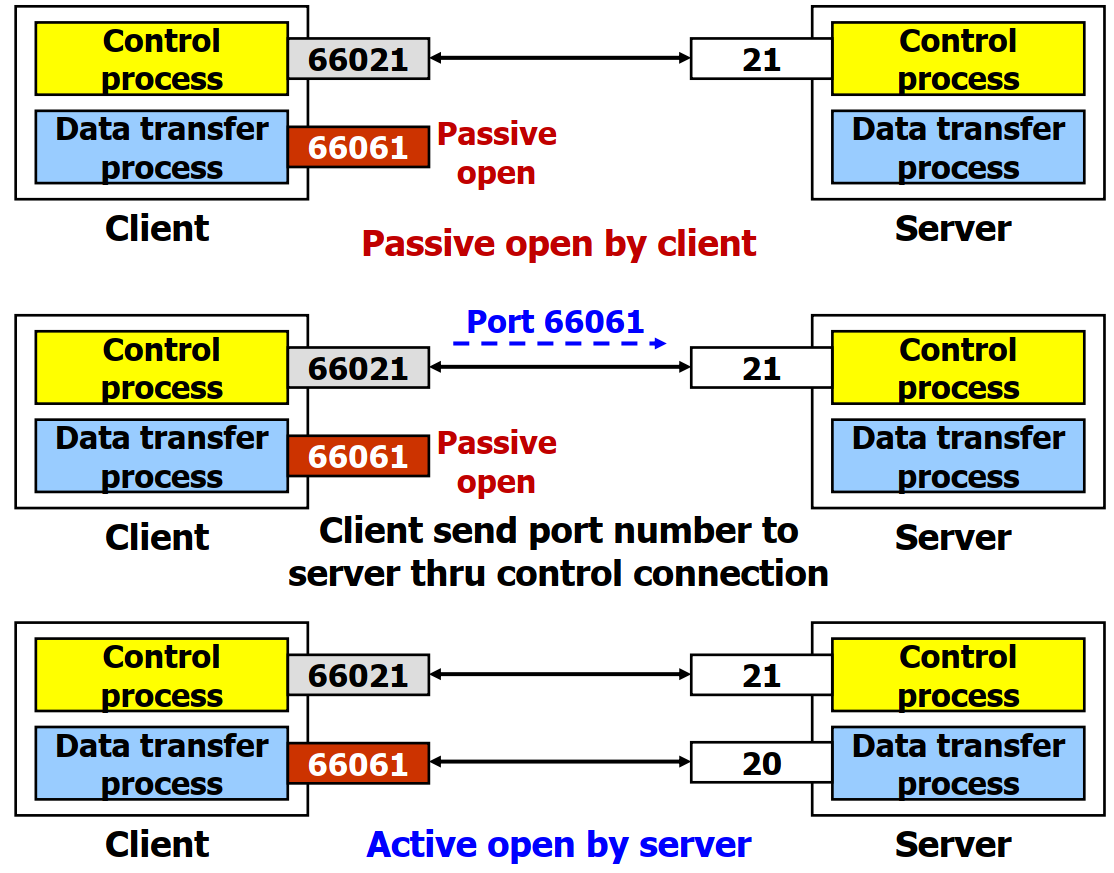 Control
process
66021
21
Control
process
Data transfer
process
66061
Passive
open
Data transfer
process
Client
Passive open by client
Server
Port 66061
Control
process
66021
21
Control
process
Data transfer
process
66061
Passive
open
Data transfer
process
Client
Client send port number to
server thru control connection
Server
Control
process
66021
21
Control
process
Data transfer
process
66061
20
Data transfer
process
Client
Active open by server
Server